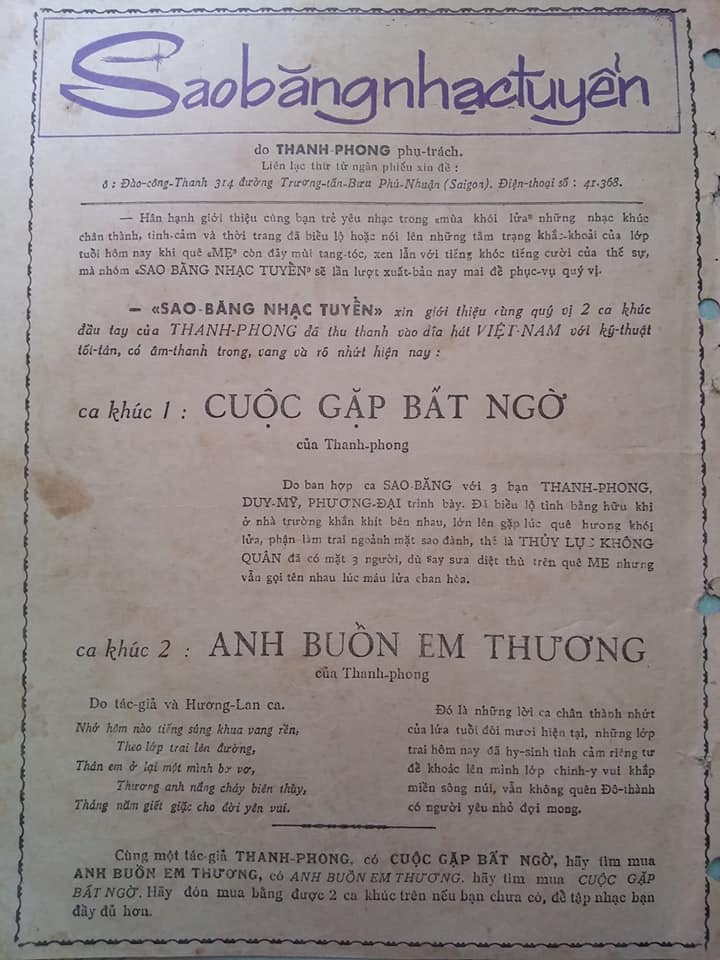 Saobăngnhạctuyển
do THANH-PHONG phụ-trách.
Liên lạc thư từ ngân phiếu xin đề :
ô : Đào-công-Thanh 314 đường Trương-tấn-Bửu Phú-Nhuận (Saigon). Điện-thoại số : 41.368.
— Hân hạnh giới thiệu cùng bạn trẻ yêu nhạc trong «mùa khói lửa» những nhạc khúc
chân thành, tình-cảm và thời trang đã biểu lộ hoặc nói lên những tâm trạng khắc-khoải của lớp
tuổi hôm nay khi quê «MẸ» còn đầy mùi tang-tóc, xen lẫn với tiếng khóc tiếng cười của thế sự,
mà nhóm «SAO BĂNG NHẠC TUYỂN» sẽ lần lượt xuất-bản nay mai để phục-vụ quý vị.
— «SAO-BĂNG NHẠC TUYỂN» xin giới thiệu cùng quý vị 2 ca khúc
đầu tay của THANH-PHONG đã thu thanh vào dĩa hát VIỆT-NAM với kỹ-thuật
tối-tân, có âm-thanh trong, vang và rõ nhứt hiện nay :
ca khúc 1 : CUỘC GẶP BẤT NGỜ
của Thanh-phong
Do ban hợp ca SAO-BĂNG với 3 bạn THANH-PHONG,
DUY-MỸ, PHƯƠNG-ĐẠI trình bày. Đã biểu lộ tình bằng hữu khi
ở nhà trường khắn khít bên nhau, lớn lên gặp lúc quê hương khói
lửa, phận làm trai ngoảnh mặt sao đành, thế là THỦY LỤC KHÔNG
QUÂN đã có mặt 3 người, dù say sưa diệt thù trên quê MẸ nhưng
vẫn gọi tên nhau lúc máu lửa chan hòa.
ca khúc 2 : ANH BUỒN EM THƯƠNG
của Thanh-phong
Do tác-giả và Hương-Lan ca.
Nhớ hôm nào tiếng súng khua vang rền,
Theo lớp trai lên đường,
Thân em ở lại một mình bơ vơ,
Thương anh nắng cháy biên thùy,
Tháng năm giết giặc cho đời yên vui.
Đó là những lời ca chân thành nhứt
của lứa tuổi đôi mươi hiện tại, những lớp
trai hôm nay đã hy-sinh tình cảm riêng tư
để khoác lên mình lớp chinh-y vui khắp
miền sông núi, vẫn không quên Đô-thành
có người yêu nhỏ đợi mong.
Cùng một tác-giả THANH-PHONG, có CUỘC GẶP BẤT NGỜ, hãy tìm mua
ANH BUỒN EM THƯƠNG, có ANH BUỒN EM THƯƠNG. hãy tìm mua CUỘC GẶP
BẤT NGỜ. Hãy đón mua bằng được 2 ca khúc trên nếu bạn chưa có, để tập nhạc bạn
đầy đủ hơn.